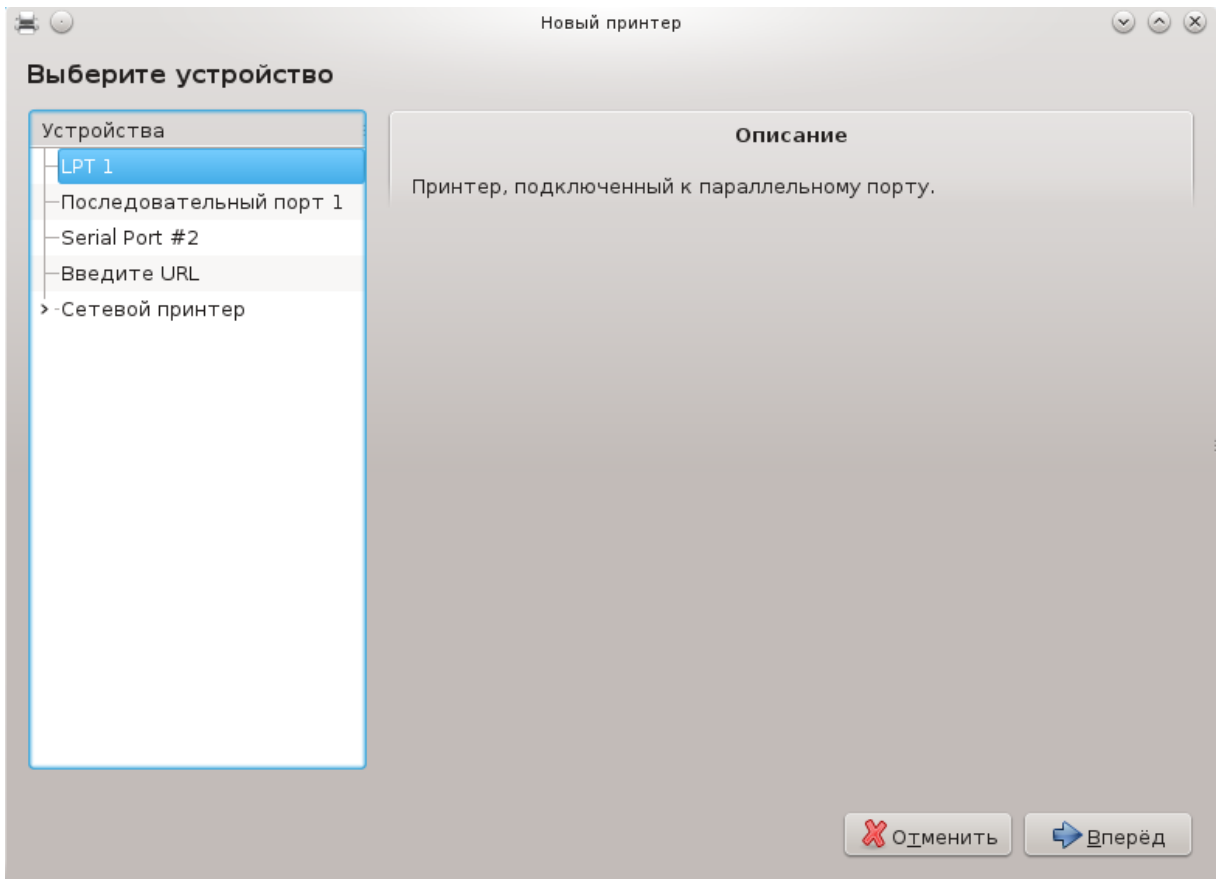 Новый принтер
Выберите устройство
Устройства
LPT 1
Последовательный порт 1
Serial Port #2
Введите URL
Сетевой принтер
Описание
Принтер, подключенный к параллельному порту.
Отменить
Вперёд